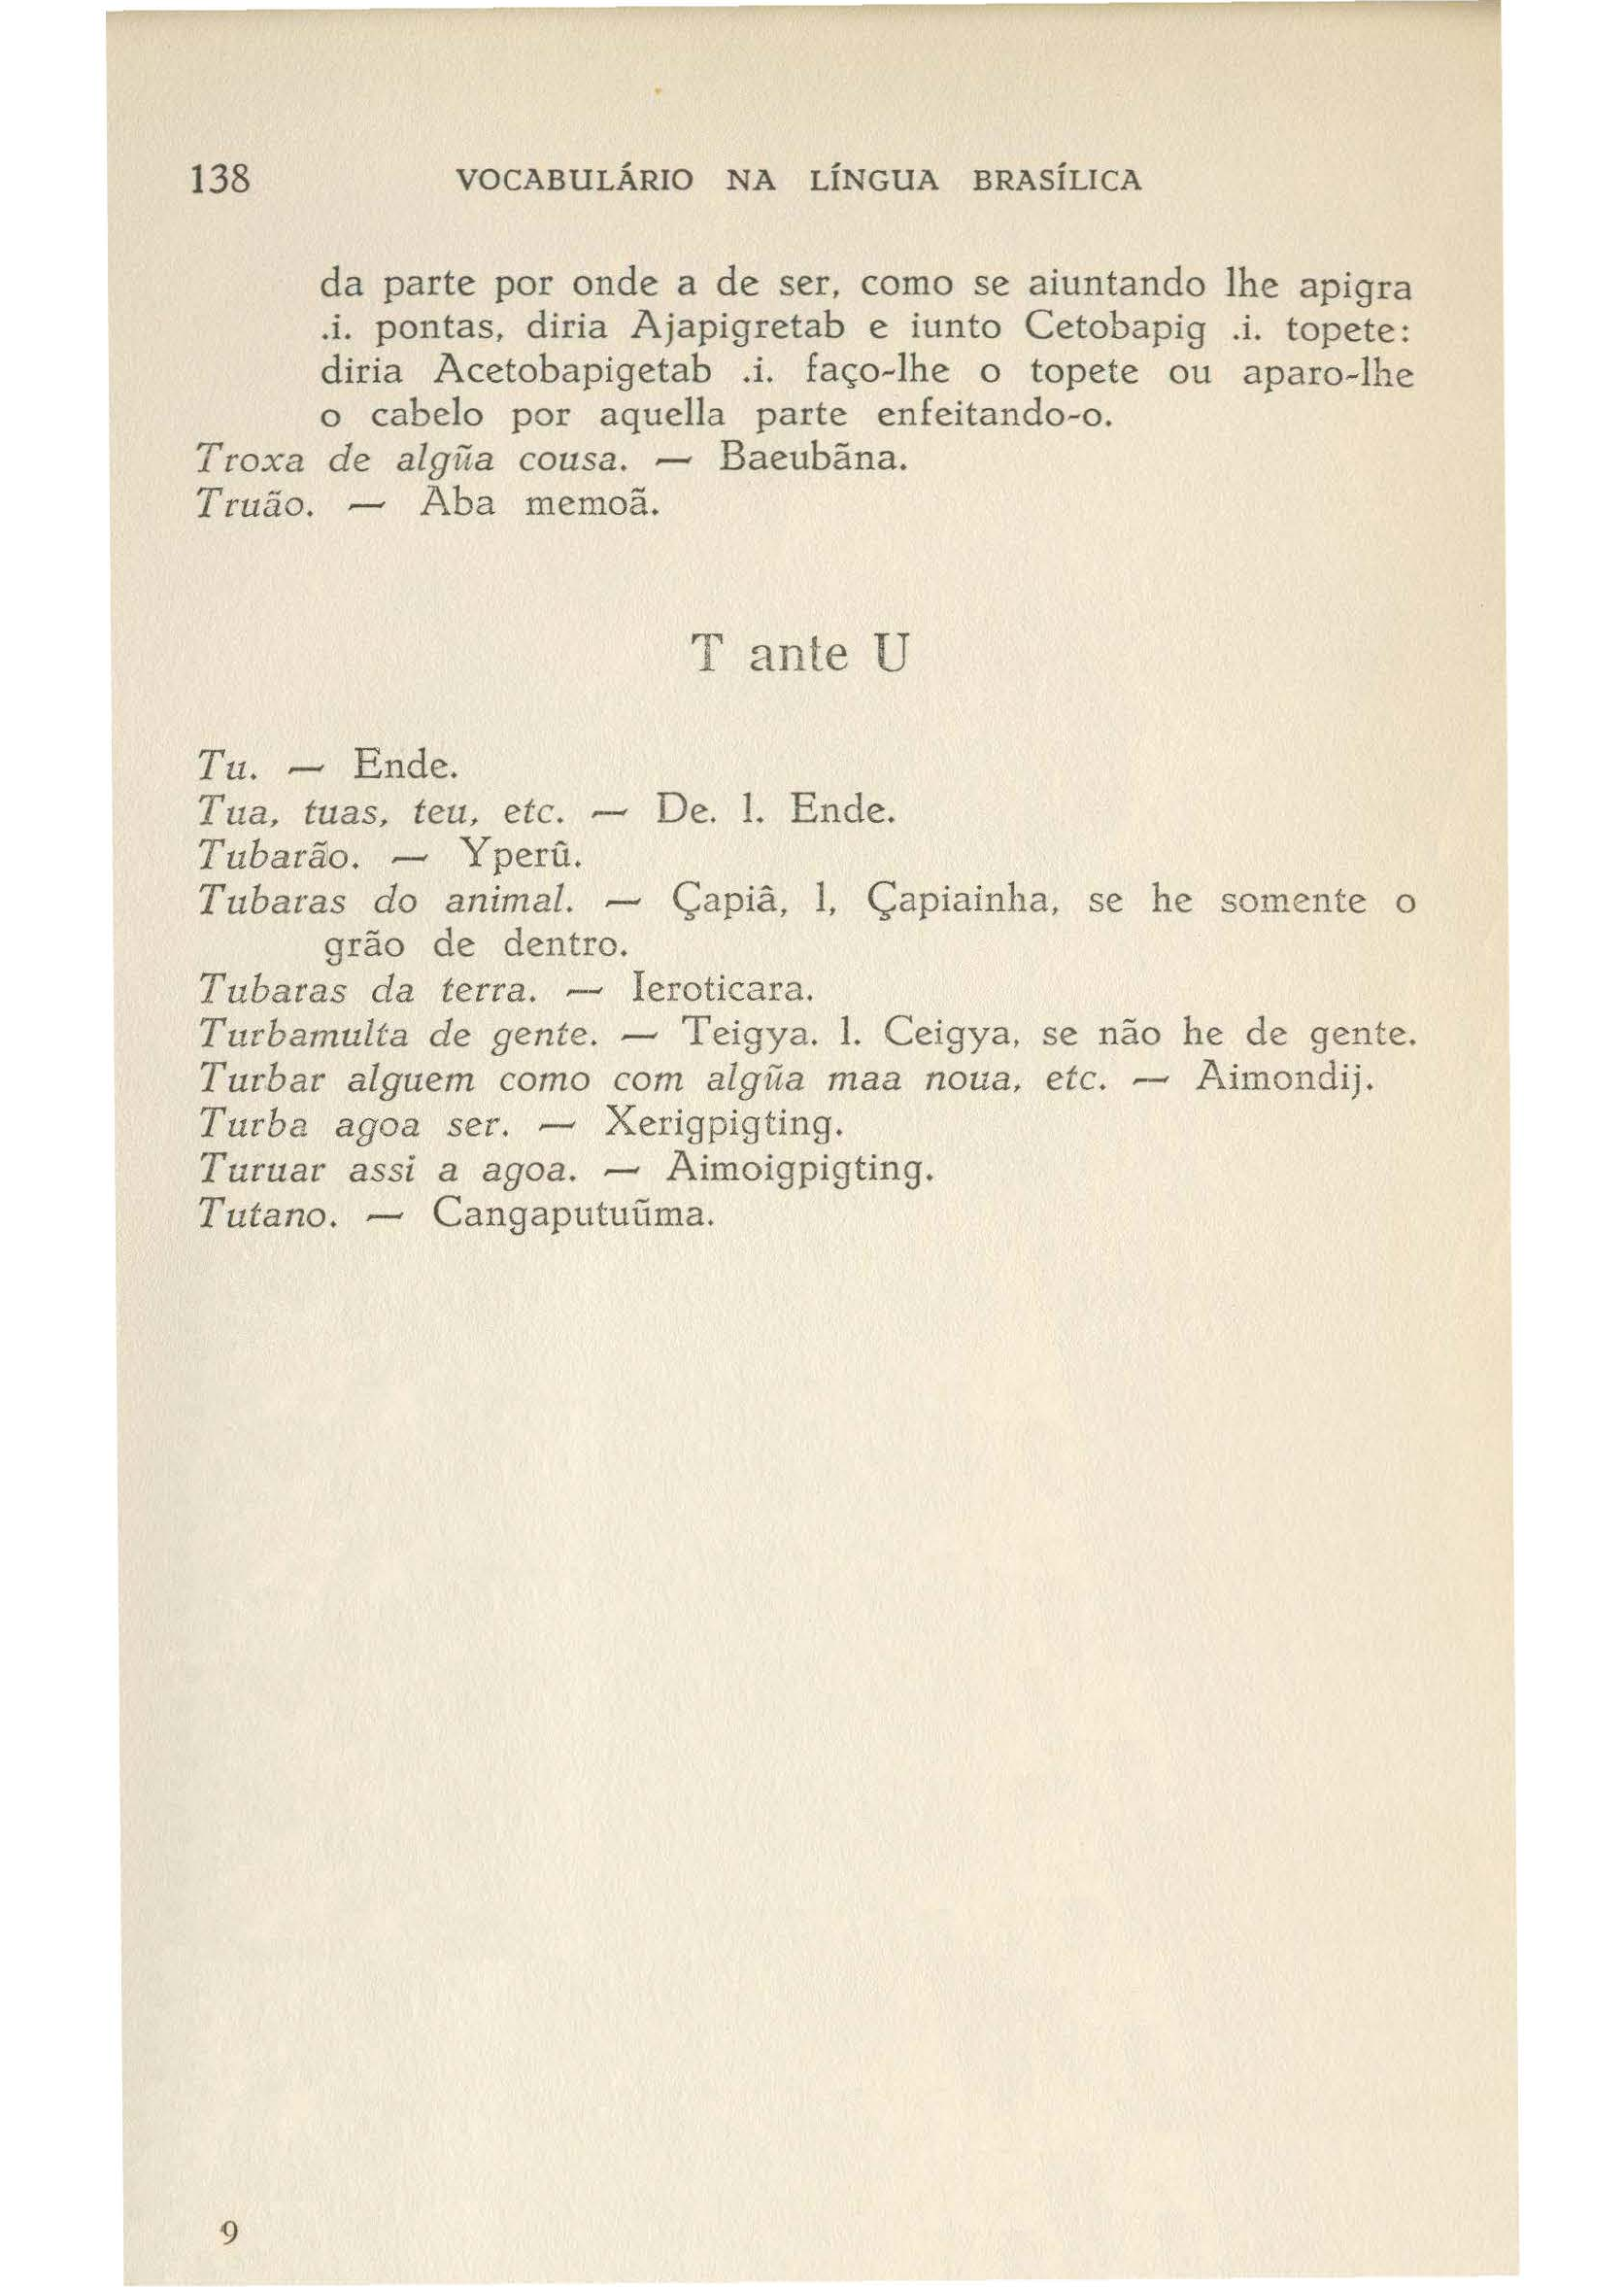 138 VOCABULÁRIO NA LÍNGUA BRASÍLICA
da parte por onde a de ser, como se aiuntando lhe apigra
.i. pontas, diria Ajapigretab e iunto Cetobapig .i. topete:
diria Acetobapigetab .i. faço-lhe o topete ou aparo-lhe
o cabelo por aquella parte enfeitando-o.
Troxa de algũa cousa. — Baeubãna.
Truão. — Aba memoã.
T ante U
Tu. — Ende.
Tua, tuas, teu, etc. — De. l. Ende.
Tubarão. — Yperû.
Tubaras do animal. — Çapiâ, l, Çapiainha, se he somente o
grão de dentro.
Tubaras da terra. — Ieroticara.
Turbamulta de gente. — Teigya. l. Ceigya, se não he de gente.
Turbar alguem como com algũa maa noua, etc. — Aimondij.
Turba agoa ser. — Xerigpigting.
Turuar assi a agoa. — Aimoigpigting.
Tutano. — Cangaputuũma.
9